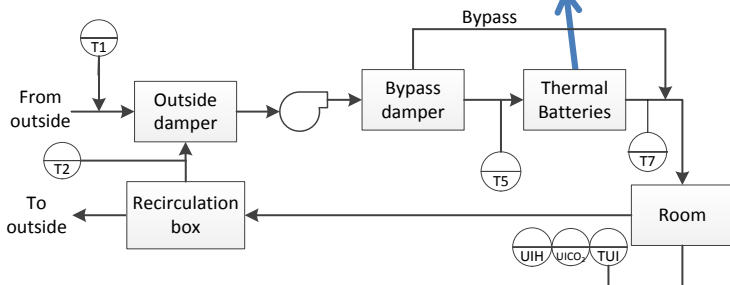 Bypass
T1
From
outside
Outside
damper
Bypass
damper
Thermal
Batteries
T2
T5
T7
To
outside
Recirculation
box
Room
UIH
UICO₂
TUI